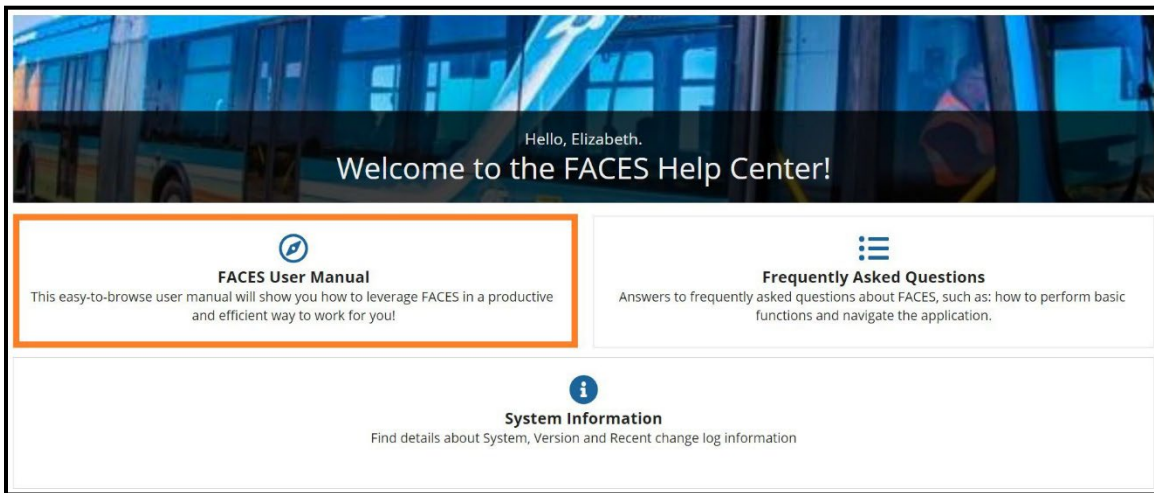 Hello, Elizabeth.
Welcome to the FACES Help Center!
FACES User Manual
This easy-to-browse user manual will show you how to leverage FACES in a productive
and efficient way to work for you!
Frequently Asked Questions
Answers to frequently asked questions about FACES, such as: how to perform basic
functions and navigate the application.
System Information
Find details about System, Version and Recent change log information